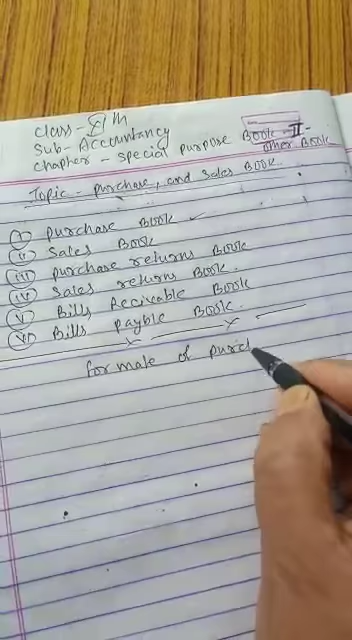 Class - XI th
Sub - Accountancy
Chapter - special purpose Book - II -
other Book
Topic - purchase, and sales Book.
(i) purchase Book ✓
(ii) Sales Book
(iii) purchase returns Book
(iv) Sales returns Book.
(v) Bills Recivable Book
(vi) Bills payble Book.
formate of purch